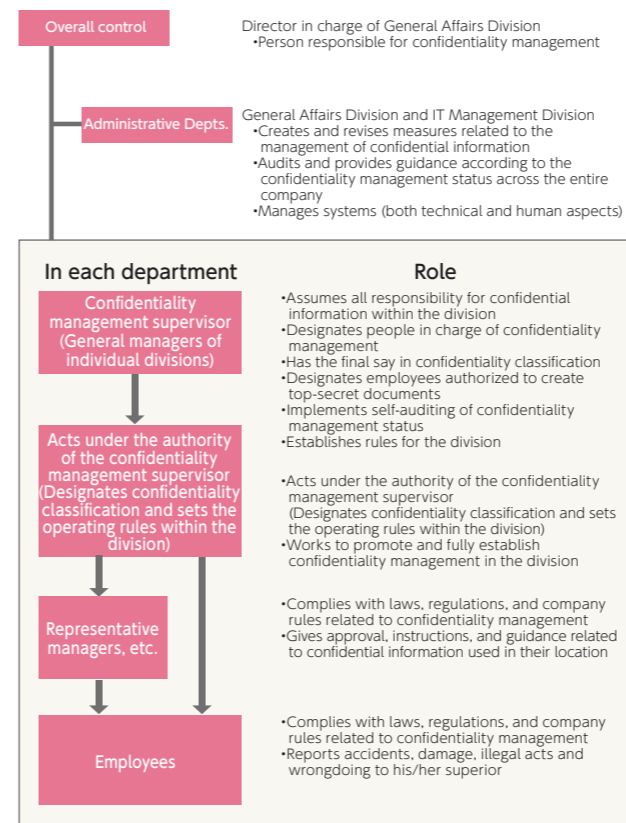 Overall control
Director in charge of General Affairs Division
•Person responsible for confidentiality management
Administrative Depts.
General Affairs Division and IT Management Division
•Creates and revises measures related to the
management of confidential information
•Audits and provides guidance according to the
confidentiality management status across the entire
company
•Manages systems (both technical and human aspects)
In each department
Role
Confidentiality
management supervisor
(General managers of
individual divisions)
•Assumes all responsibility for confidential
information within the division
•Designates people in charge of confidentiality
management
•Has the final say in confidentiality classification
•Designates employees authorized to create
top-secret documents
•Implements self-auditing of confidentiality
management status
•Establishes rules for the division
Acts under the authority
of the confidentiality
management supervisor
(Designates confidentiality
classification and sets the
operating rules within the
division)
•Acts under the authority of the confidentiality
management supervisor
(Designates confidentiality classification and sets
the operating rules within the division)
•Works to promote and fully establish
confidentiality management in the division
Representative
managers, etc.
•Complies with laws, regulations, and company
rules related to confidentiality management
•Gives approval, instructions, and guidance related
to confidential information used in their location
Employees
•Complies with laws, regulations, and company
rules related to confidentiality management
•Reports accidents, damage, illegal acts and
wrongdoing to his/her superior